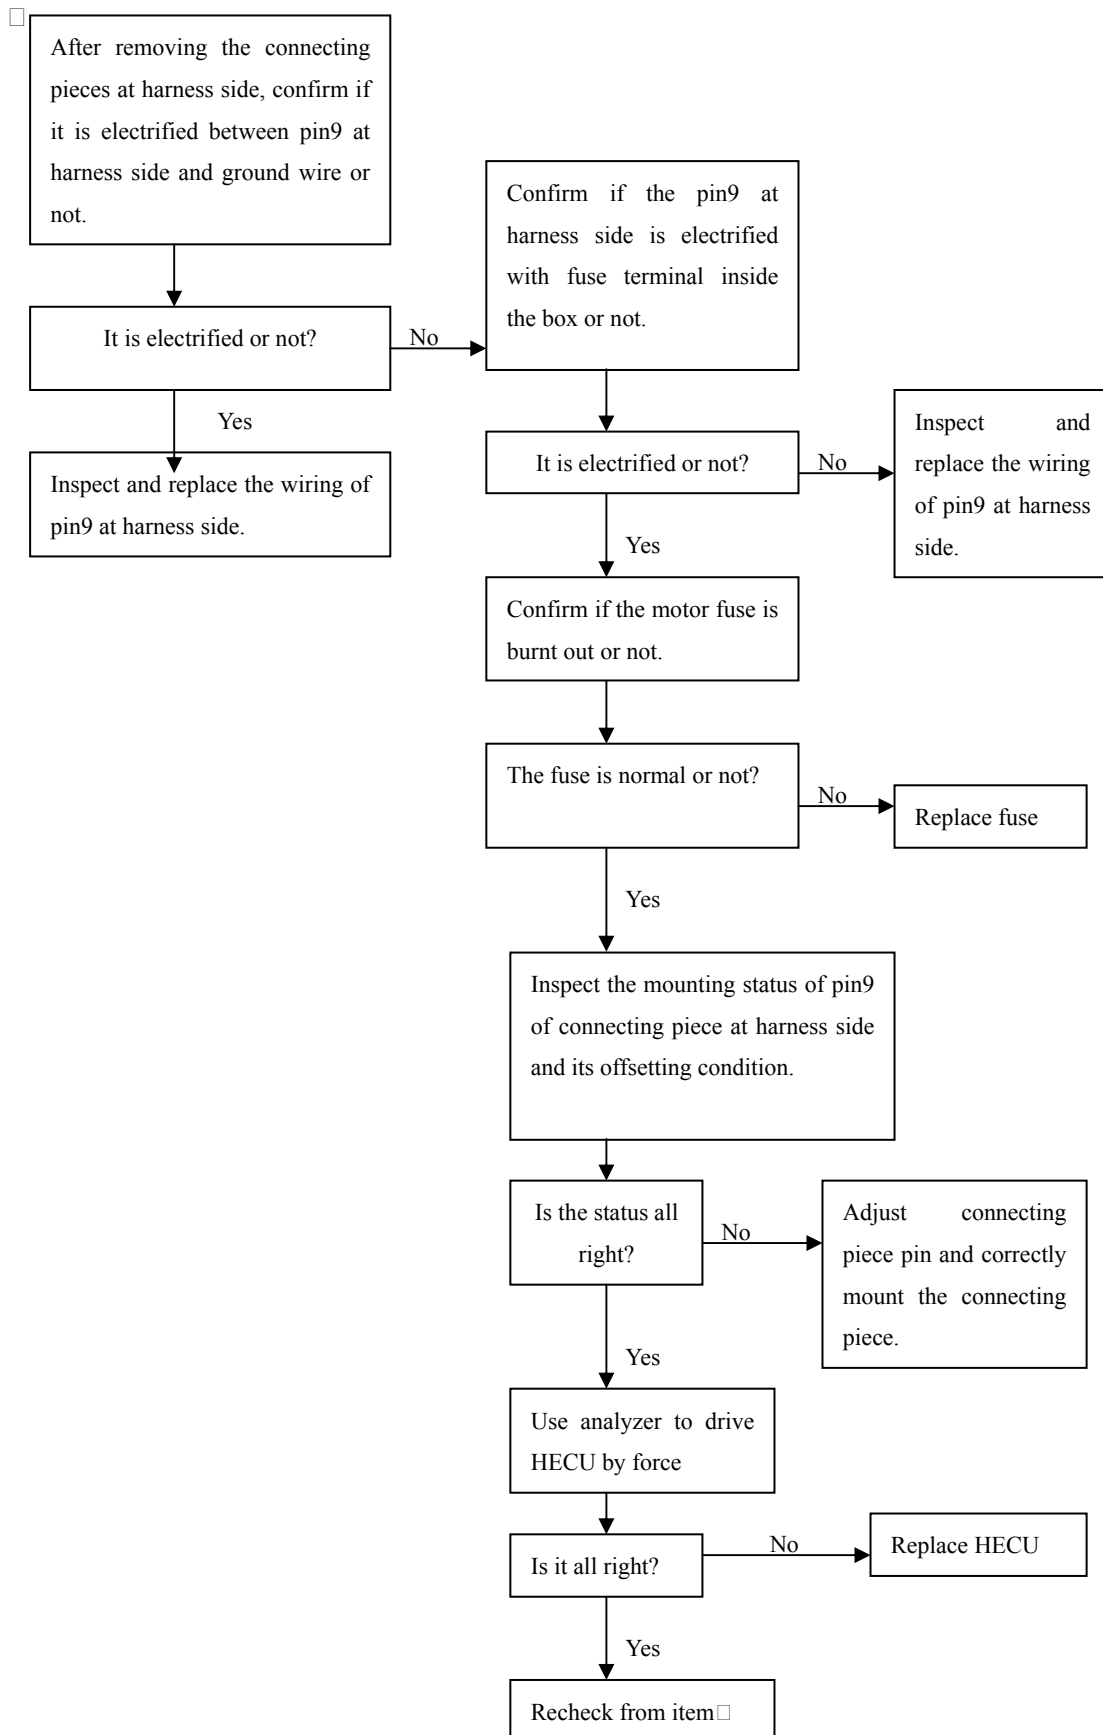 After removing the connecting
pieces at harness side, confirm if
it is electrified between pin9 at
harness side and ground wire or
not.
Confirm if the pin9 at
harness side is electrified
with fuse terminal inside
the box or not.
It is electrified or not?
No
Yes
Inspect and replace the wiring of
pin9 at harness side.
It is electrified or not?
No
Inspect and
replace the wiring
of pin9 at harness
side.
Yes
Confirm if the motor fuse is
burnt out or not.
The fuse is normal or not?
No
Replace fuse
Yes
Inspect the mounting status of pin9
of connecting piece at harness side
and its offsetting condition.
Is the status all
right?
No
Adjust connecting
piece pin and correctly
mount the connecting
piece.
Yes
Use analyzer to drive
HECU by force
Is it all right?
No
Replace HECU
Yes
Recheck from item□